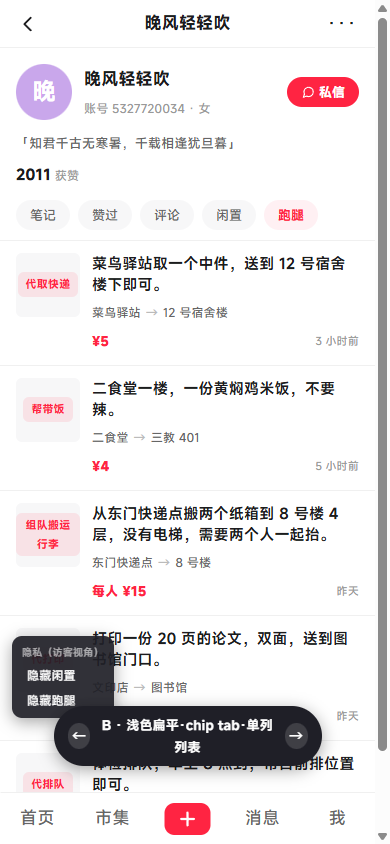 晚风轻轻吹
晚
晚风轻轻吹
账号 5327720034 · 女
私信
「知君千古无寒暑，千载相逢犹旦暮」
2011 获赞
笔记 赞过 评论 闲置 跑腿
代取快递
菜鸟驿站取一个中件，送到 12 号宿舍
楼下即可。
菜鸟驿站 → 12 号宿舍楼
¥5
3 小时前
帮带饭
二食堂一楼，一份黄焖鸡米饭，不要
辣。
二食堂 → 三教 401
¥4
5 小时前
组队搬运
行李
从东门快递点搬两个纸箱到 8 号楼 4
层，没有电梯，需要两个人一起抬。
东门快递点 → 8 号楼
每人 ¥15
昨天
打印一份 20 页的论文，双面，送到图
书馆门口。
文印店 → 图书馆
昨天
隐私（访客视角）
隐藏闲置
隐藏跑腿
← B · 浅色扁平·chip tab·单列
列表 →
代排队
即可。
首页 市集 + 消息 我